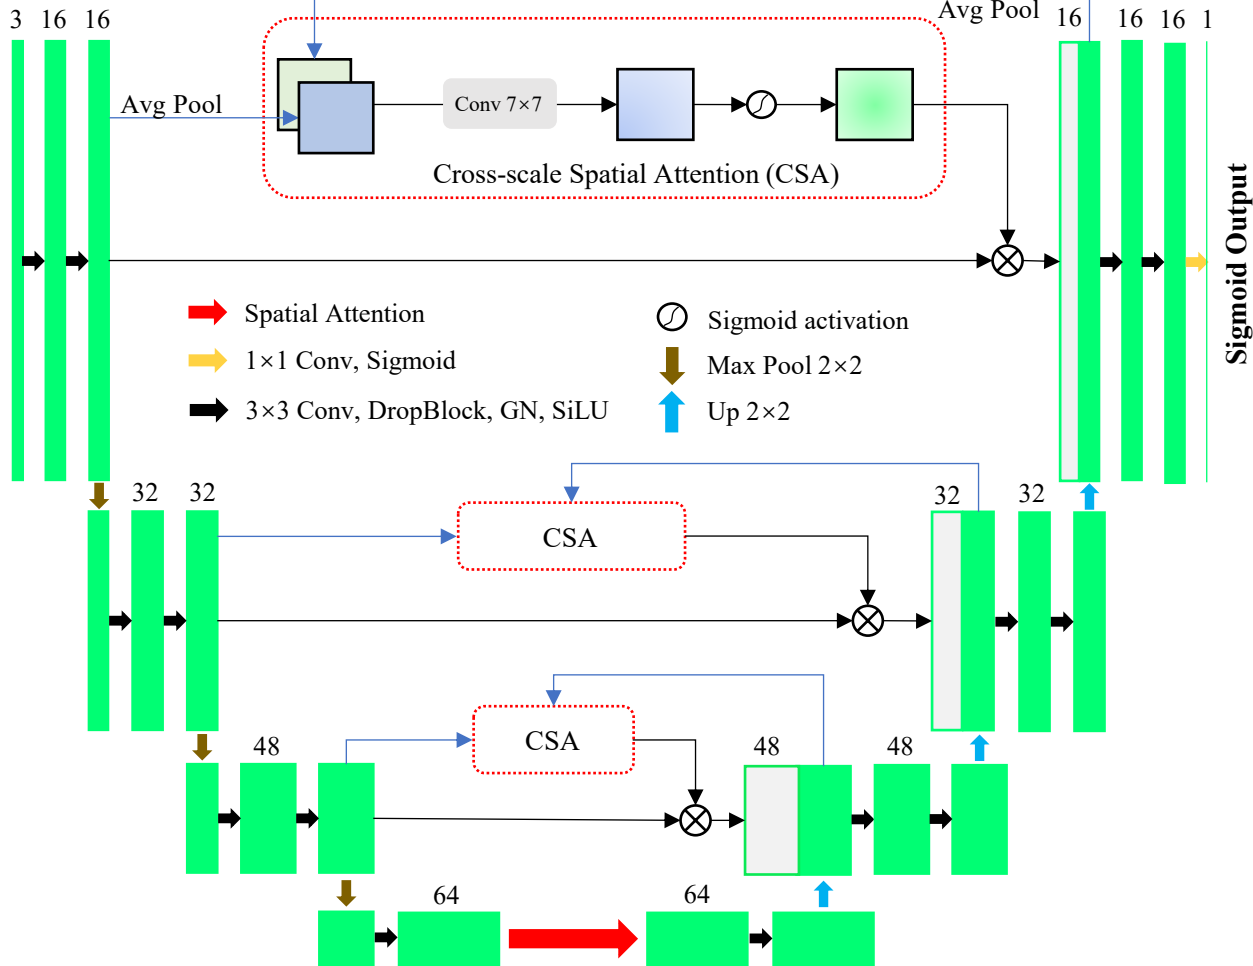 3 16 16
Avg Pool
16 16 16 1
Avg Pool
Conv 7×7
Cross-scale Spatial Attention (CSA)
Sigmoid Output
Spatial Attention
1×1 Conv, Sigmoid
3×3 Conv, DropBlock, GN, SiLU
Sigmoid activation
Max Pool 2×2
Up 2×2
32 32
CSA
32 32
48
CSA
48 48
64
64